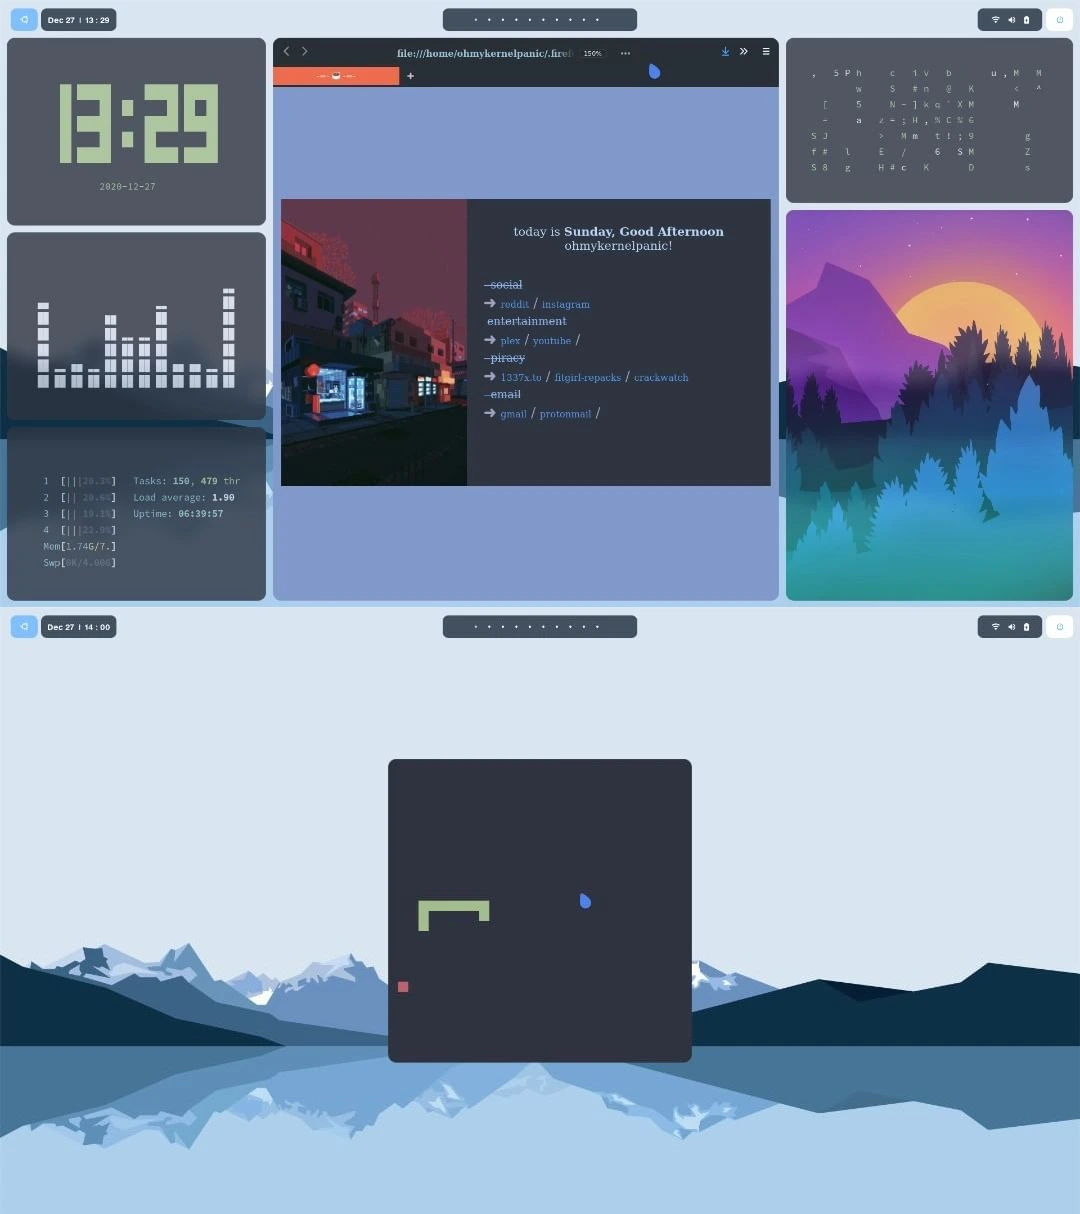 Dec 27 | 13 : 29
13:29
2020-12-27
1 [|||20.3%] Tasks: 150, 479 thr
2 [|| 20.6%] Load average: 1.90
3 [|| 19.1%] Uptime: 06:39:57
4 [|||22.9%]
Mem[1.74G/7.]
Swp[0K/4.00G]
file:///home/ohmykernelpanic/.firef
150%
today is Sunday, Good Afternoon
ohmykernelpanic!
social
➜ reddit / instagram
entertainment
➜ plex / youtube /
piracy
➜ 1337x.to / fitgirl-repacks / crackwatch
email
➜ gmail / protonmail /
, 5 P h c i v b u , M M
w S # n @ K < ^
[ 5 N ~ ] k q ` X M M
~ a z = ; H , % C % 6
S J > M m t ! ; 9 g
f # l E / 6 S M Z
S 8 g H # c K D s
Dec 27 | 14 : 00